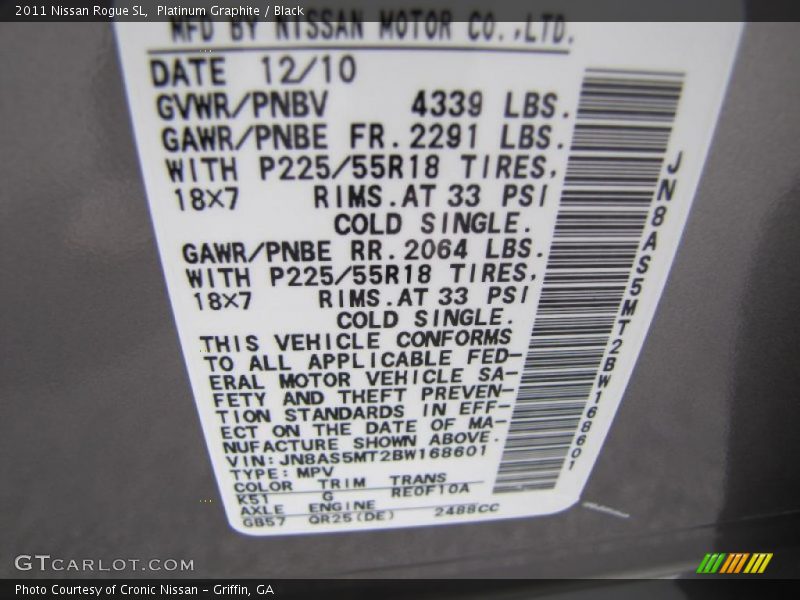 2011 Nissan Rogue SL,  Platinum Graphite / Black
MFD BY NISSAN MOTOR CO.,LTD.
DATE 12/10
GVWR/PNBV 4339 LBS.
GAWR/PNBE FR.2291 LBS.
WITH P225/55R18 TIRES,
18×7 RIMS.AT 33 PSI
COLD SINGLE.
GAWR/PNBE RR.2064 LBS.
WITH P225/55R18 TIRES,
18×7 RIMS.AT 33 PSI
COLD SINGLE.
THIS VEHICLE CONFORMS
TO ALL APPLICABLE FED-
ERAL MOTOR VEHICLE SA-
FETY AND THEFT PREVEN-
TION STANDARDS IN EFF-
ECT ON THE DATE OF MA-
NUFACTURE SHOWN ABOVE.
VIN:JN8AS5MT2BW168601
TYPE:MPV
COLOR TRIM TRANS
K51 G RE0F10A
AXLE ENGINE
GB57 QR25(DE) 2488CC
JN8AS5MT2BW168601
GTCARLOT.COM
Photo Courtesy of Cronic Nissan – Griffin, GA